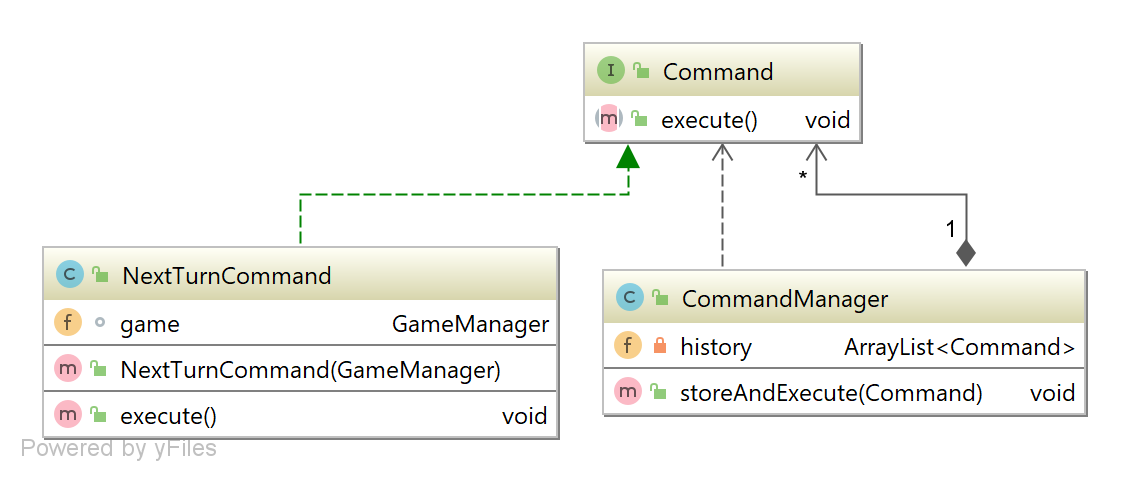 I Command
m execute() void
*
1
C NextTurnCommand
f game GameManager
m NextTurnCommand(GameManager)
m execute() void
C CommandManager
f history ArrayList<Command>
m storeAndExecute(Command) void
Powered by yFiles